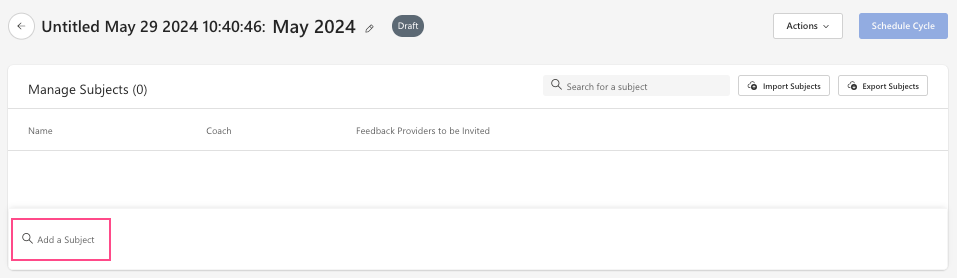 Untitled May 29 2024 10:40:46: May 2024 Draft Actions Schedule Cycle
Manage Subjects (0) Search for a subject Import Subjects Export Subjects
Name Coach Feedback Providers to be Invited
Add a Subject